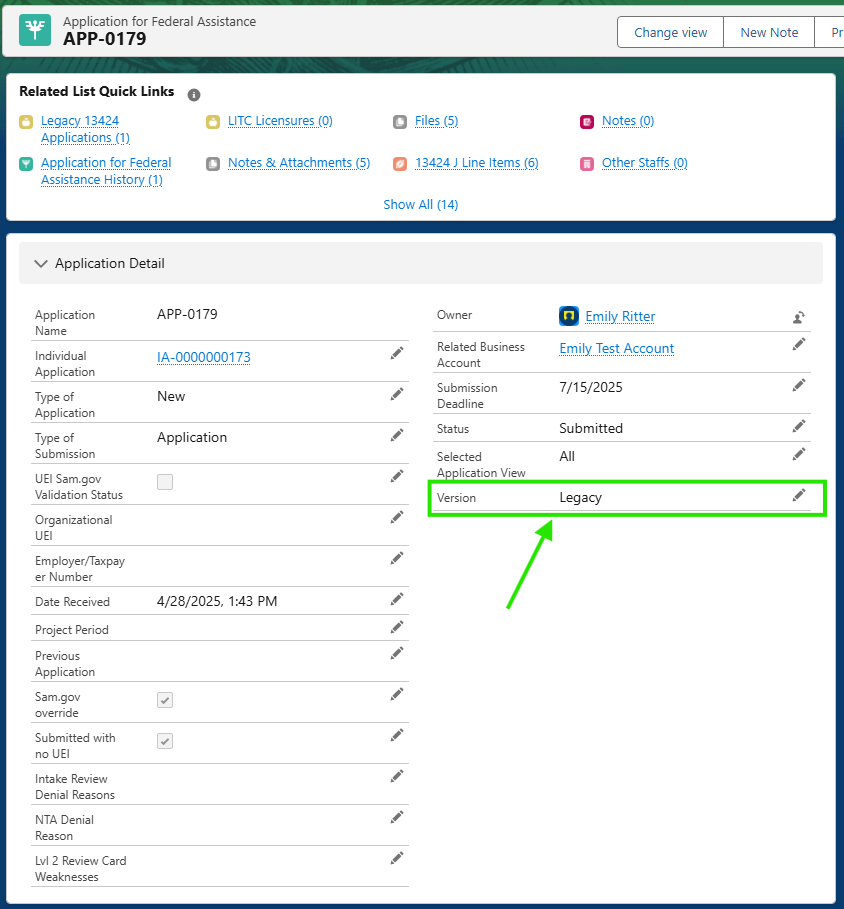 Application for Federal Assistance
APP-0179
Change view
New Note
Pr
Related List Quick Links
Legacy 13424
Applications (1)
LITC Licensures (0)
Files (5)
Notes (0)
Application for Federal
Assistance History (1)
Notes & Attachments (5)
13424 J Line Items (6)
Other Staffs (0)
Show All (14)
Application Detail
Application
Name
APP-0179
Individual
Application
IA-0000000173
Type of
Application
New
Type of
Submission
Application
UEI Sam.gov
Validation Status
Organizational
UEI
Employer/Taxpay
er Number
Date Received
4/28/2025, 1:43 PM
Project Period
Previous
Application
Sam.gov
override
Submitted with
no UEI
Intake Review
Denial Reasons
NTA Denial
Reason
Lvl 2 Review Card
Weaknesses
Owner
Emily Ritter
Related Business
Account
Emily Test Account
Submission
Deadline
7/15/2025
Status
Submitted
Selected
Application View
All
Version
Legacy